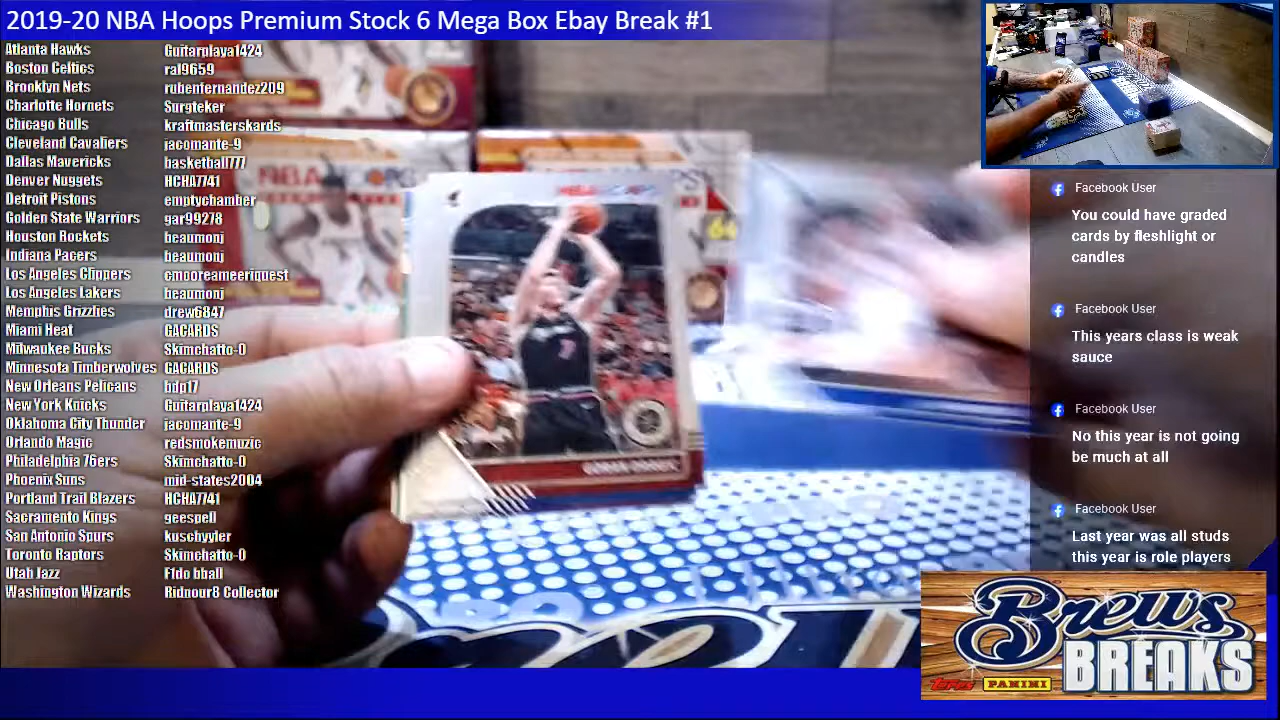 2019-20 NBA Hoops Premium Stock 6 Mega Box Ebay Break #1
Atlanta Hawks Guitarplaya1424
Boston Celtics ral9659
Brooklyn Nets rubenfernandez209
Charlotte Hornets Surgteker
Chicago Bulls kraftmasterskards
Cleveland Cavaliers jacomante-9
Dallas Mavericks basketball777
Denver Nuggets HCHA7741
Detroit Pistons emptychamber
Golden State Warriors gar99278
Houston Rockets beaumonj
Indiana Pacers beaumonj
Los Angeles Clippers emooreameeriquest
Los Angeles Lakers beaumonj
Memphis Grizzlies drew6847
Miami Heat GACARDS
Milwaukee Bucks Skimchatto-0
Minnesota Timberwolves GACARDS
New Orleans Pelicans bdp17
New York Knicks Guitarplaya1424
Oklahoma City Thunder jacomante-9
Orlando Magic redsmokemuzic
Philadelphia 76ers Skimchatto-0
Phoenix Suns mid-states2004
Portland Trail Blazers HCHA7741
Sacramento Kings geespell
San Antonio Spurs kuschyyler
Toronto Raptors Skimchatto-0
Utah Jazz F1do bball
Washington Wizards Ridnour8 Collector
NBA HOOPS
NBA HOOPS
7
Facebook User
You could have graded
cards by fleshlight or
candles
Facebook User
This years class is weak
sauce
Facebook User
No this year is not going
be much at all
Facebook User
Last year was all studs
this year is role players
Brews
BREAKS
Topps PANINI